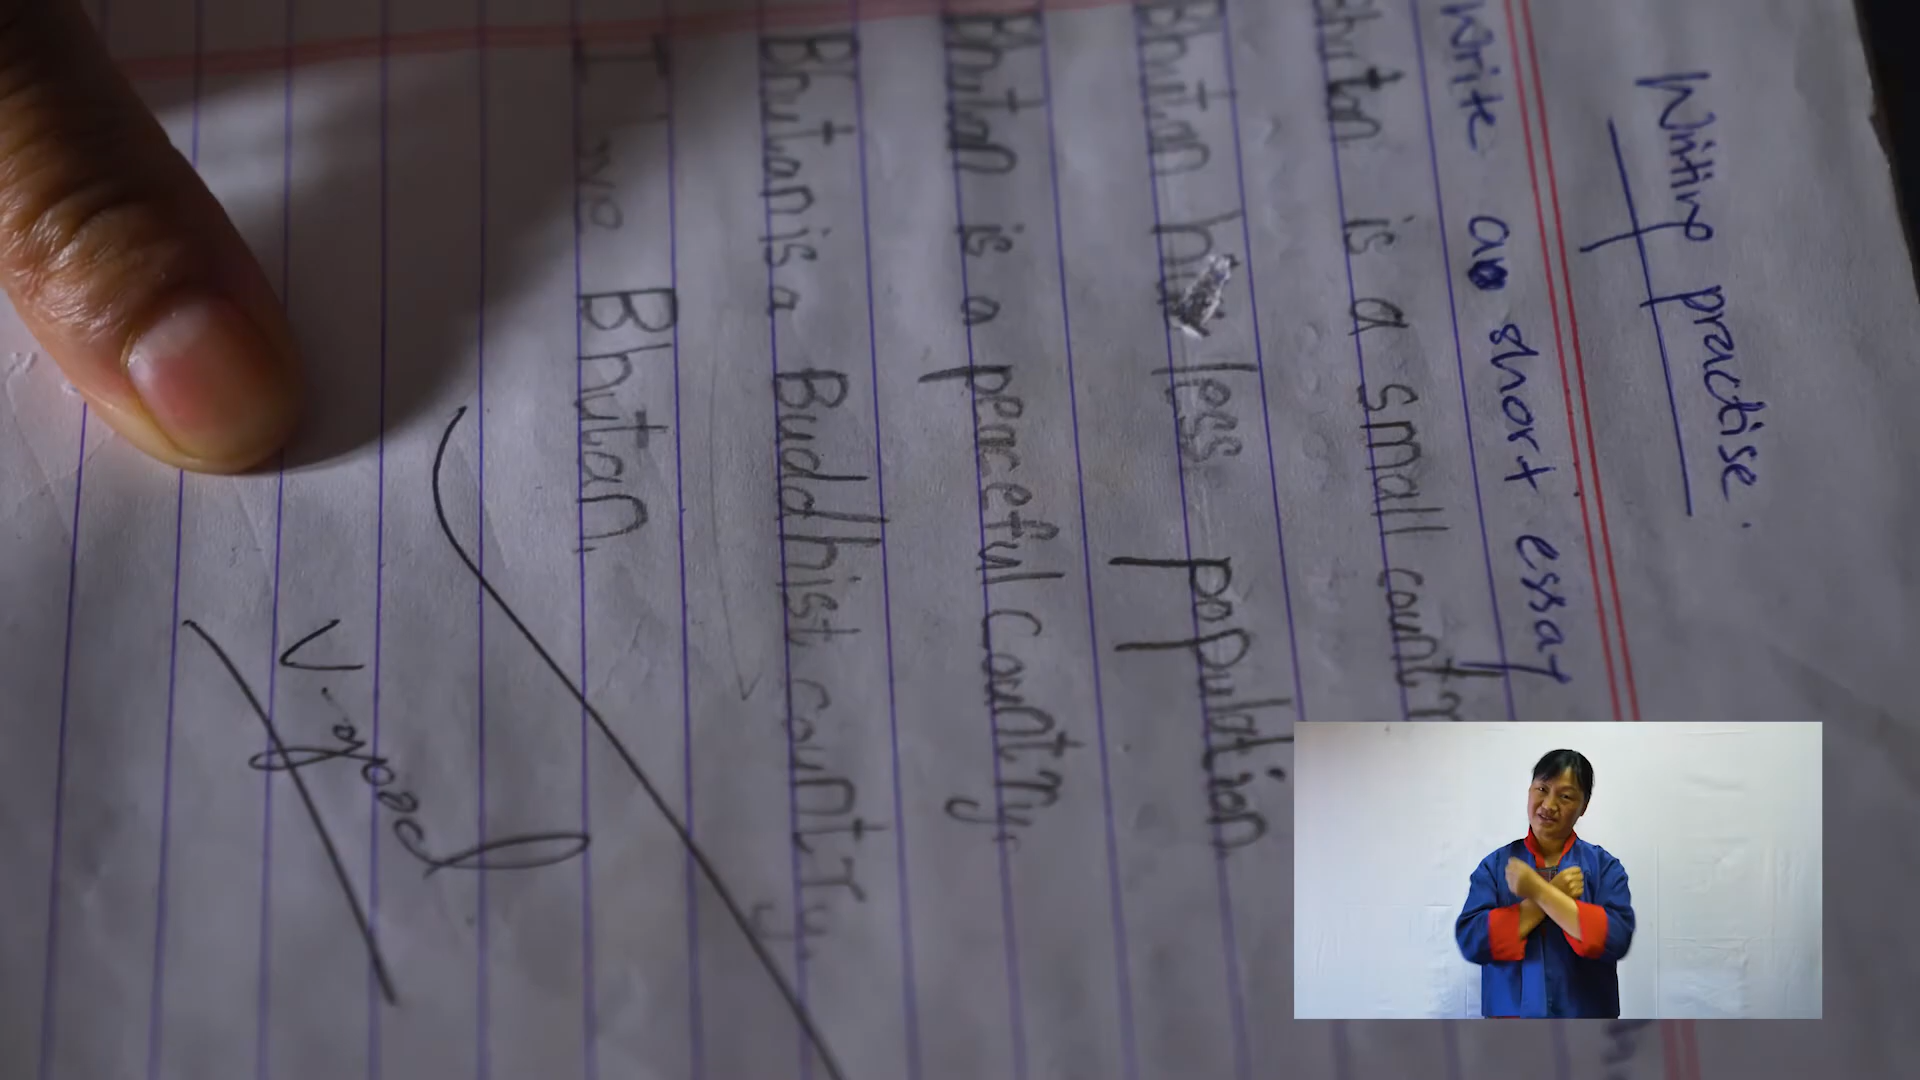 Writing practise.
Write a short essay
Bhutan is a small country
Bhutan less population
Bhutan is a peaceful country.
Bhutan is a Buddhist country.
I love Bhutan.
V. good